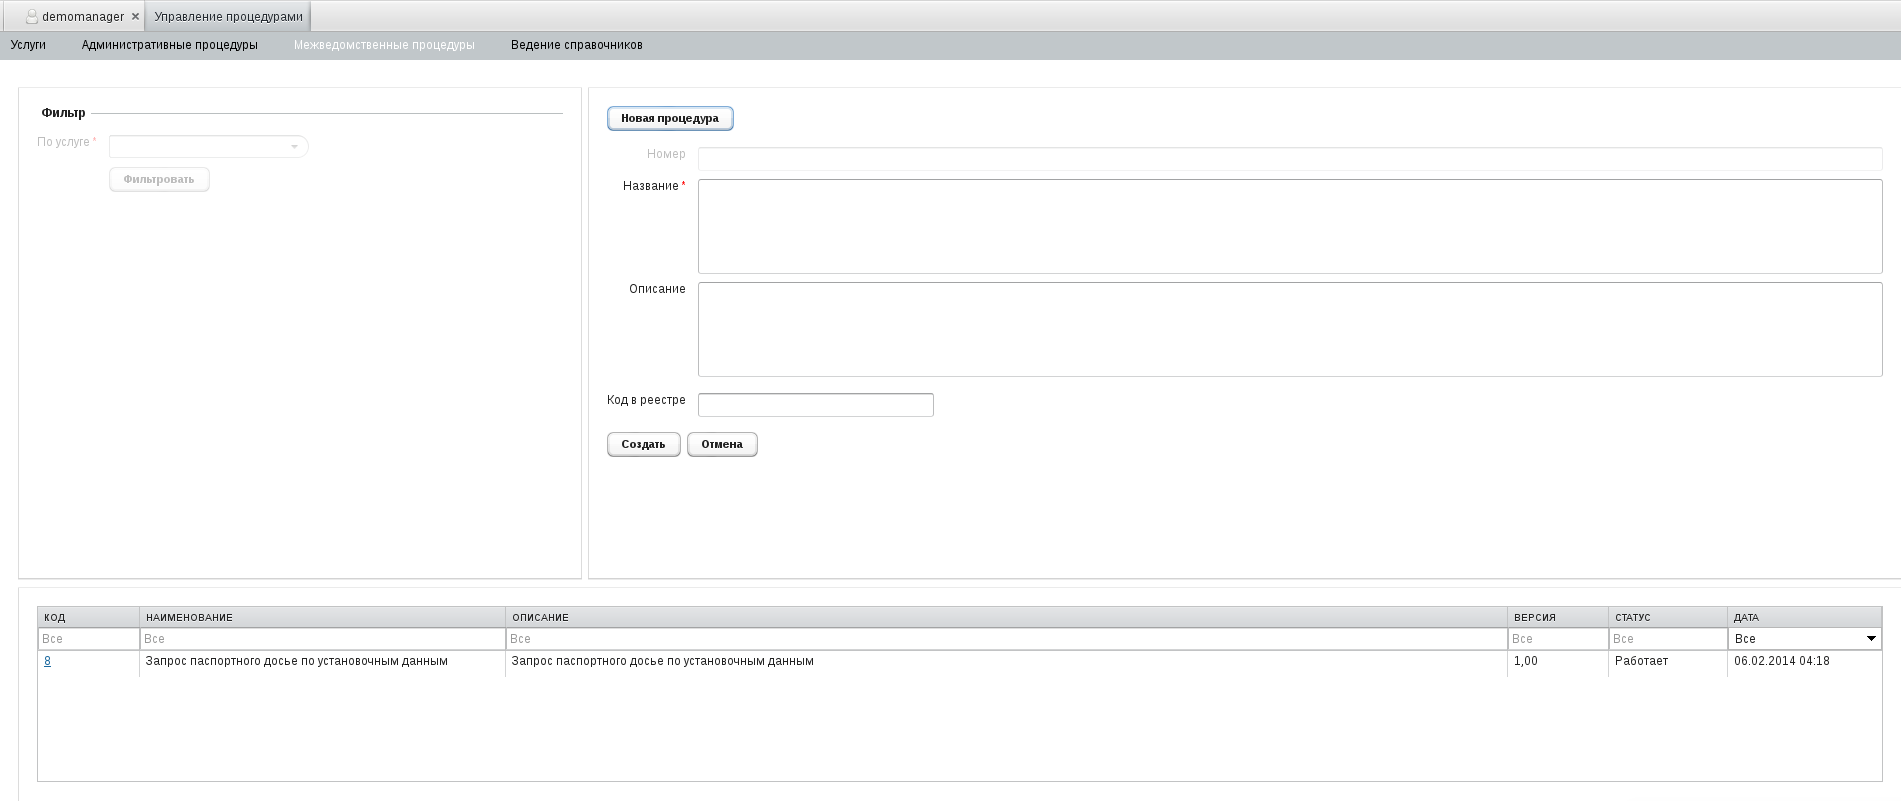 demomanager
Управление процедурами
Услуги Административные процедуры Межведомственные процедуры Ведение справочников
Фильтр
По услуге *
Фильтровать
Новая процедура
Номер
Название *
Описание
Код в реестре
Создать Отмена
КОД НАИМЕНОВАНИЕ ОПИСАНИЕ ВЕРСИЯ СТАТУС ДАТА
Все Все Все Все Все Все
8 Запрос паспортного досье по установочным данным Запрос паспортного досье по установочным данным 1,00 Работает 06.02.2014 04:18